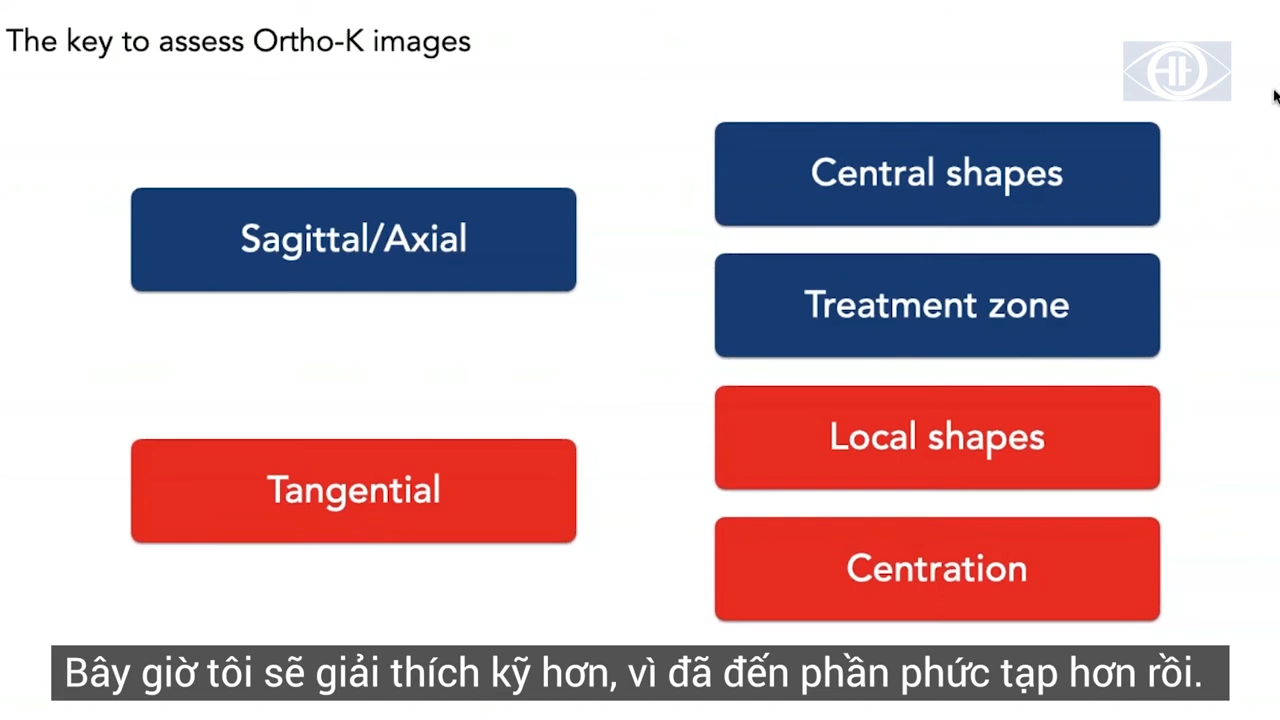 The key to assess Ortho-K images
Sagittal/Axial
Tangential
Central shapes
Treatment zone
Local shapes
Centration
Bây giờ tôi sẽ giải thích kỹ hơn, vì đã đến phần phức tạp hơn rồi.